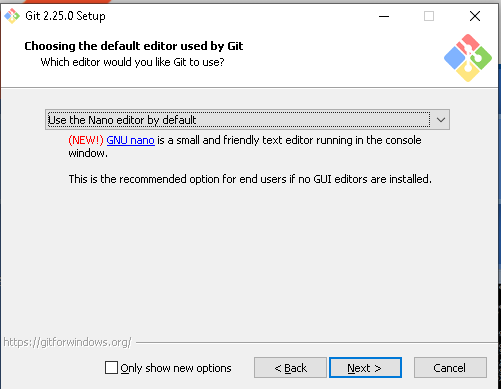 Git 2.25.0 Setup
Choosing the default editor used by Git
Which editor would you like Git to use?
Use the Nano editor by default
(NEW!) GNU nano is a small and friendly text editor running in the console
window.
This is the recommended option for end users if no GUI editors are installed.
https://gitforwindows.org/
Only show new options
< Back
Next >
Cancel